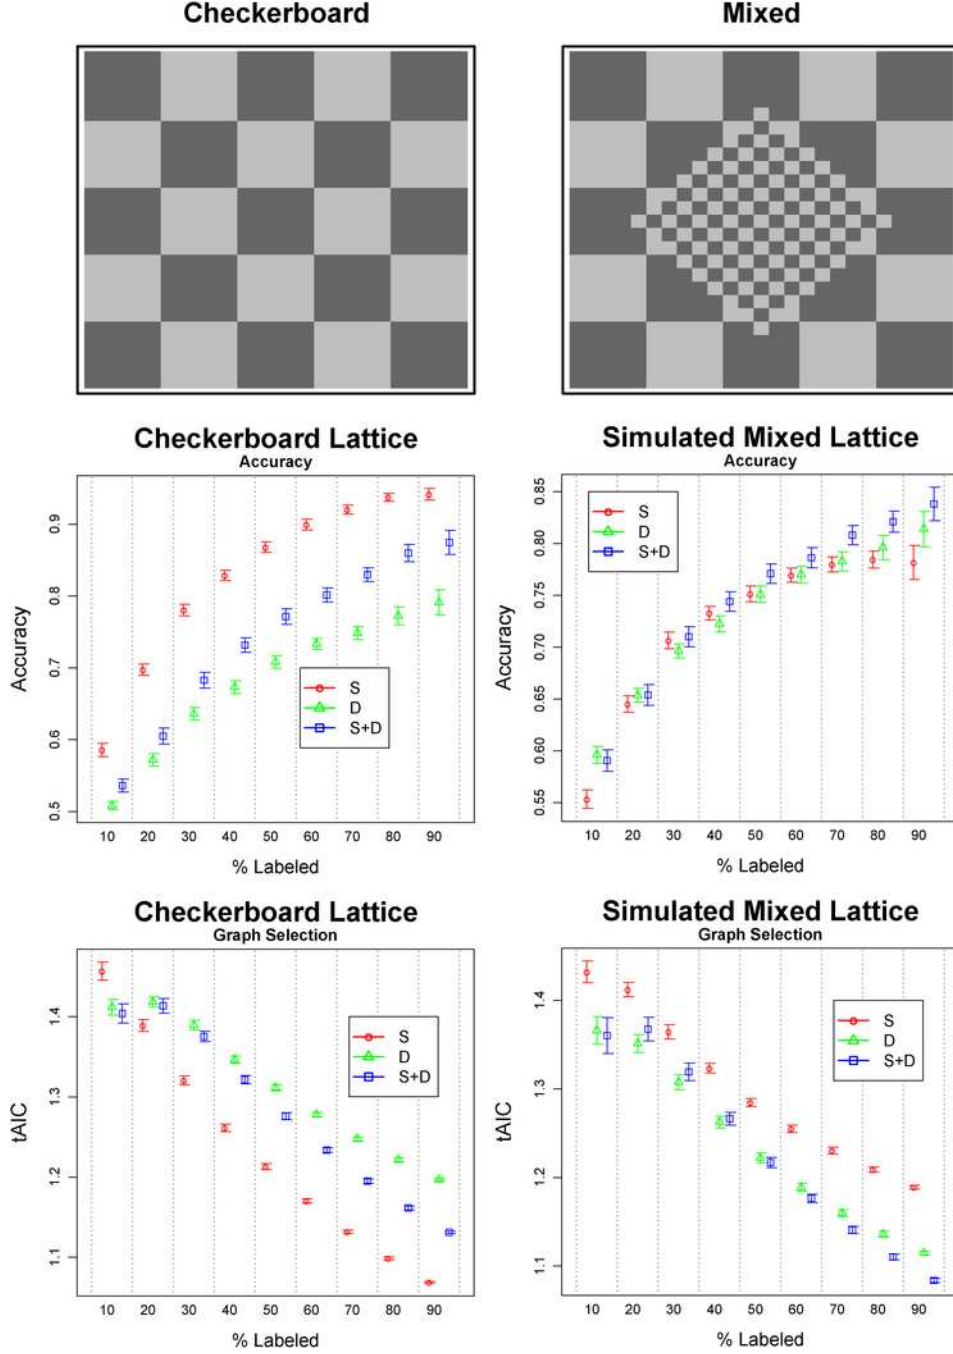 Checkerboard
Mixed
Checkerboard Lattice
Accuracy
Accuracy
0.9
0.8
0.7
0.6
0.5
S
D
S+D
10 20 30 40 50 60 70 80 90
% Labeled
Simulated Mixed Lattice
Accuracy
Accuracy
0.85
0.80
0.75
0.70
0.65
0.60
0.55
S
D
S+D
10 20 30 40 50 60 70 80 90
% Labeled
Checkerboard Lattice
Graph Selection
tAIC
1.4
1.3
1.2
1.1
S
D
S+D
10 20 30 40 50 60 70 80 90
% Labeled
Simulated Mixed Lattice
Graph Selection
tAIC
1.4
1.3
1.2
1.1
S
D
S+D
10 20 30 40 50 60 70 80 90
% Labeled